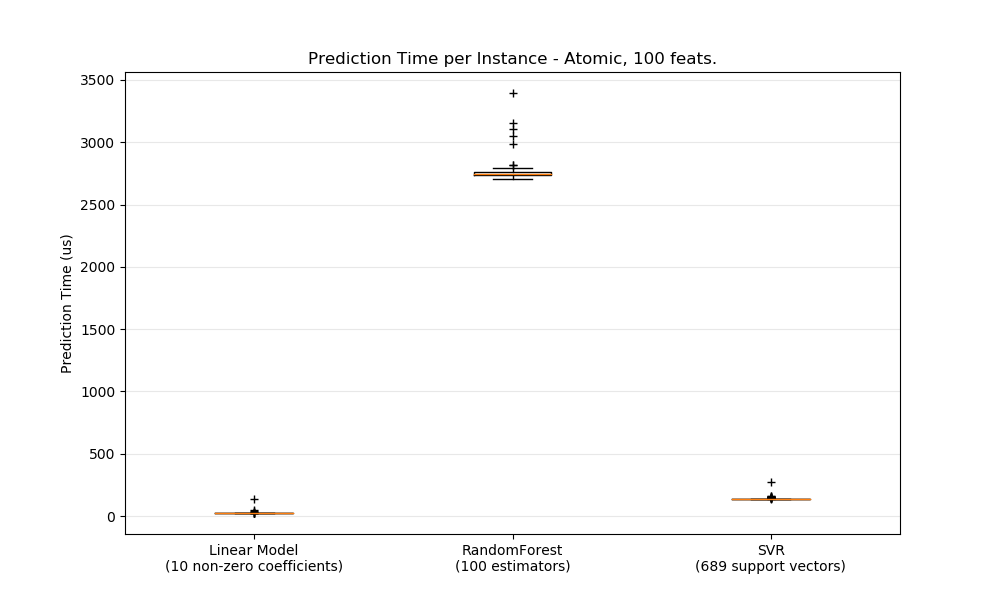 Prediction Time per Instance - Atomic, 100 feats.
Prediction Time (us)
3500
3000
2500
2000
1500
1000
500
0
Linear Model
(10 non-zero coefficients)
RandomForest
(100 estimators)
SVR
(689 support vectors)